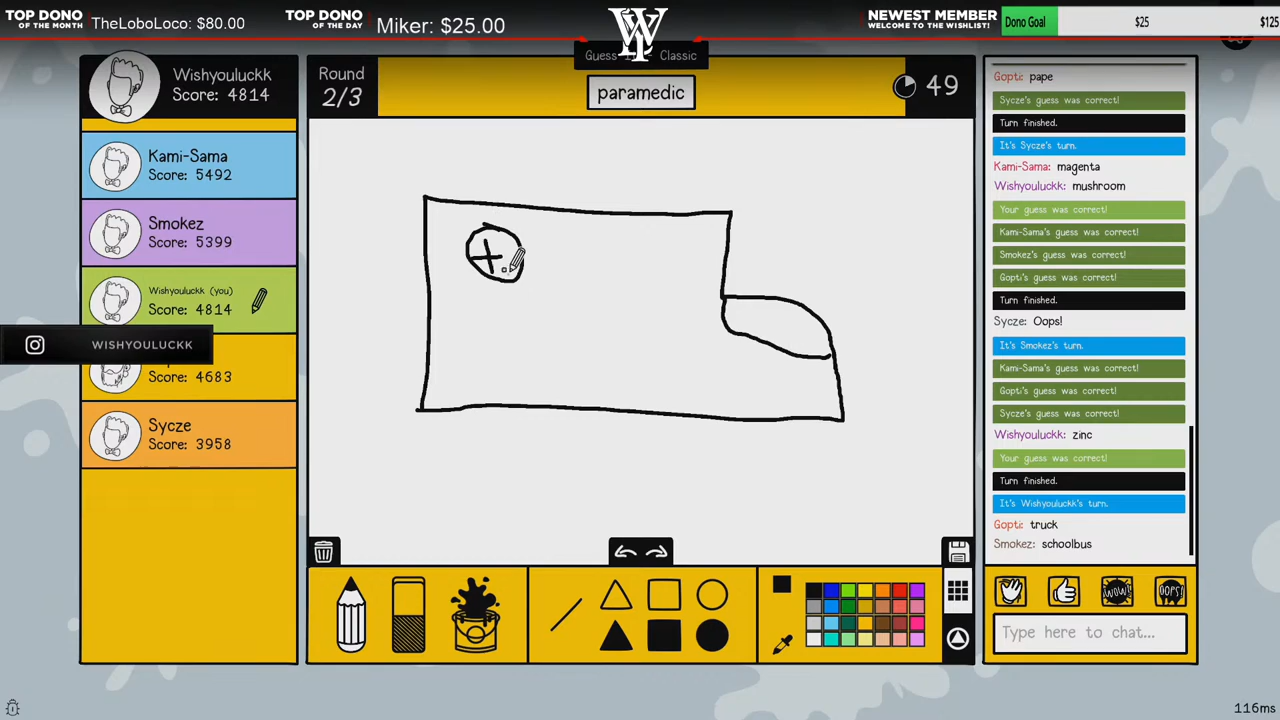 TOP DONO
OF THE MONTH
TheLoboLoco: $80.00
TOP DONO
OF THE DAY
Miker: $25.00
NEWEST MEMBER
WELCOME TO THE WISHLIST!
Dono Goal
$25
$125
Classic
Wishyouluckk
Score: 4814
Round
2/3
paramedic
49
Kami-Sama
Score: 5492
Smokez
Score: 5399
Wishyouluckk (you)
Score: 4814
WISHYOULUCKK
4683
Sycze
Score: 3958
Gopti: pape
Sycze's guess was correct!
Turn finished.
It's Sycze's turn.
Kami-Sama: magenta
Wishyouluckk: mushroom
Your guess was correct!
Kami-Sama's guess was correct!
Smokez's guess was correct!
Gopti's guess was correct!
Turn finished.
Sycze: Oops!
It's Smokez's turn.
Kami-Sama's guess was correct!
Gopti's guess was correct!
Sycze's guess was correct!
Wishyouluckk: zinc
Your guess was correct!
Turn finished.
It's Wishyouluckk's turn.
Gopti: truck
Smokez: schoolbus
WOW!
OOPS!
Type here to chat...
116ms